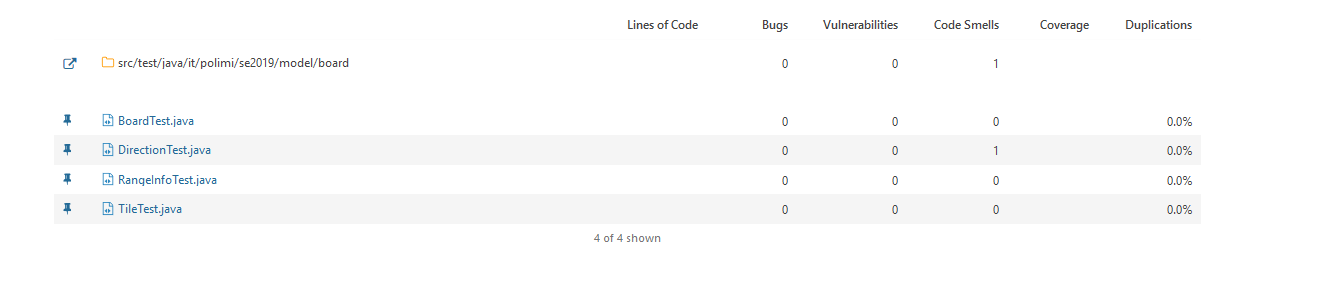 Lines of Code Bugs Vulnerabilities Code Smells Coverage Duplications
src/test/java/it/polimi/se2019/model/board 0 0 1
BoardTest.java 0 0 0 0.0%
DirectionTest.java 0 0 1 0.0%
RangeInfoTest.java 0 0 0 0.0%
TileTest.java 0 0 0 0.0%
4 of 4 shown